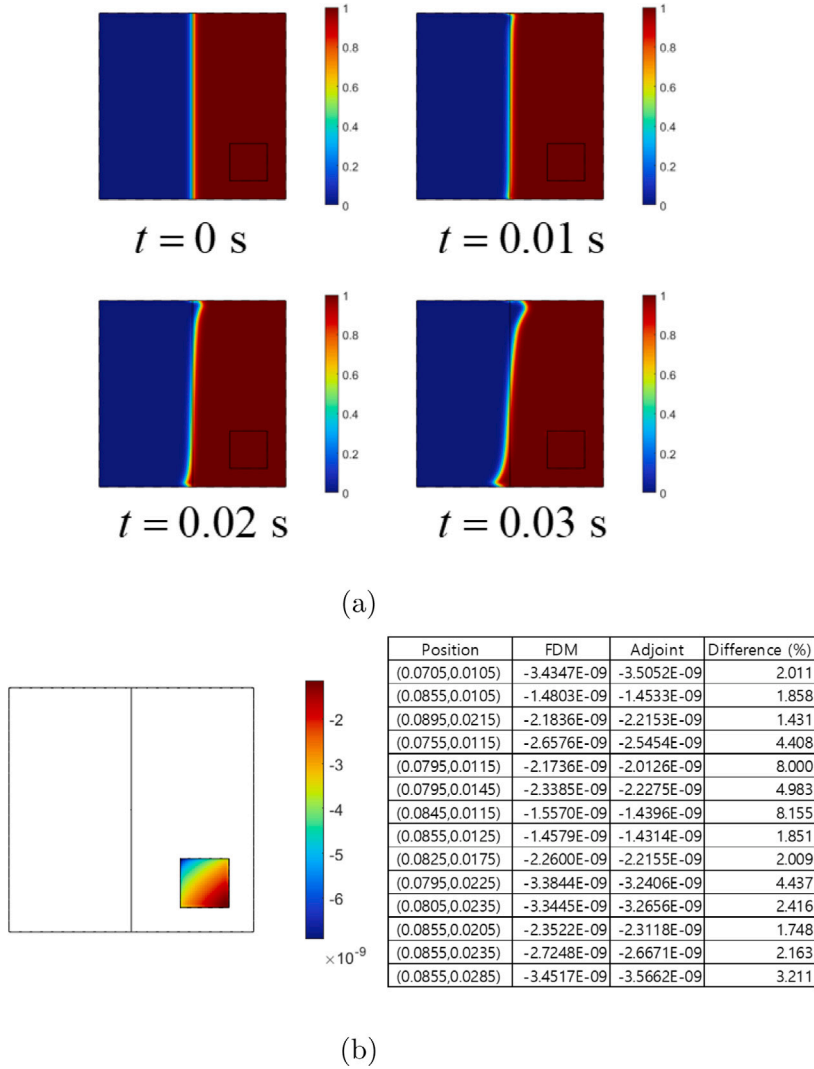 1
0.8
0.6
0.4
0.2
0
1
0.8
0.6
0.4
0.2
0
t = 0 s
t = 0.01 s
1
0.8
0.6
0.4
0.2
0
1
0.8
0.6
0.4
0.2
0
t = 0.02 s
t = 0.03 s
(a)
-2
-3
-4
-5
-6
×10⁻⁹
Position FDM Adjoint Difference (%)
(0.0705,0.0105) -3.4347E-09 -3.5052E-09 2.011
(0.0855,0.0105) -1.4803E-09 -1.4533E-09 1.858
(0.0895,0.0215) -2.1836E-09 -2.2153E-09 1.431
(0.0755,0.0115) -2.6576E-09 -2.5454E-09 4.408
(0.0795,0.0115) -2.1736E-09 -2.0126E-09 8.000
(0.0795,0.0145) -2.3385E-09 -2.2275E-09 4.983
(0.0845,0.0115) -1.5570E-09 -1.4396E-09 8.155
(0.0855,0.0125) -1.4579E-09 -1.4314E-09 1.851
(0.0825,0.0175) -2.2600E-09 -2.2155E-09 2.009
(0.0795,0.0225) -3.3844E-09 -3.2406E-09 4.437
(0.0805,0.0235) -3.3445E-09 -3.2656E-09 2.416
(0.0855,0.0205) -2.3522E-09 -2.3118E-09 1.748
(0.0855,0.0235) -2.7248E-09 -2.6671E-09 2.163
(0.0855,0.0285) -3.4517E-09 -3.5662E-09 3.211
(b)